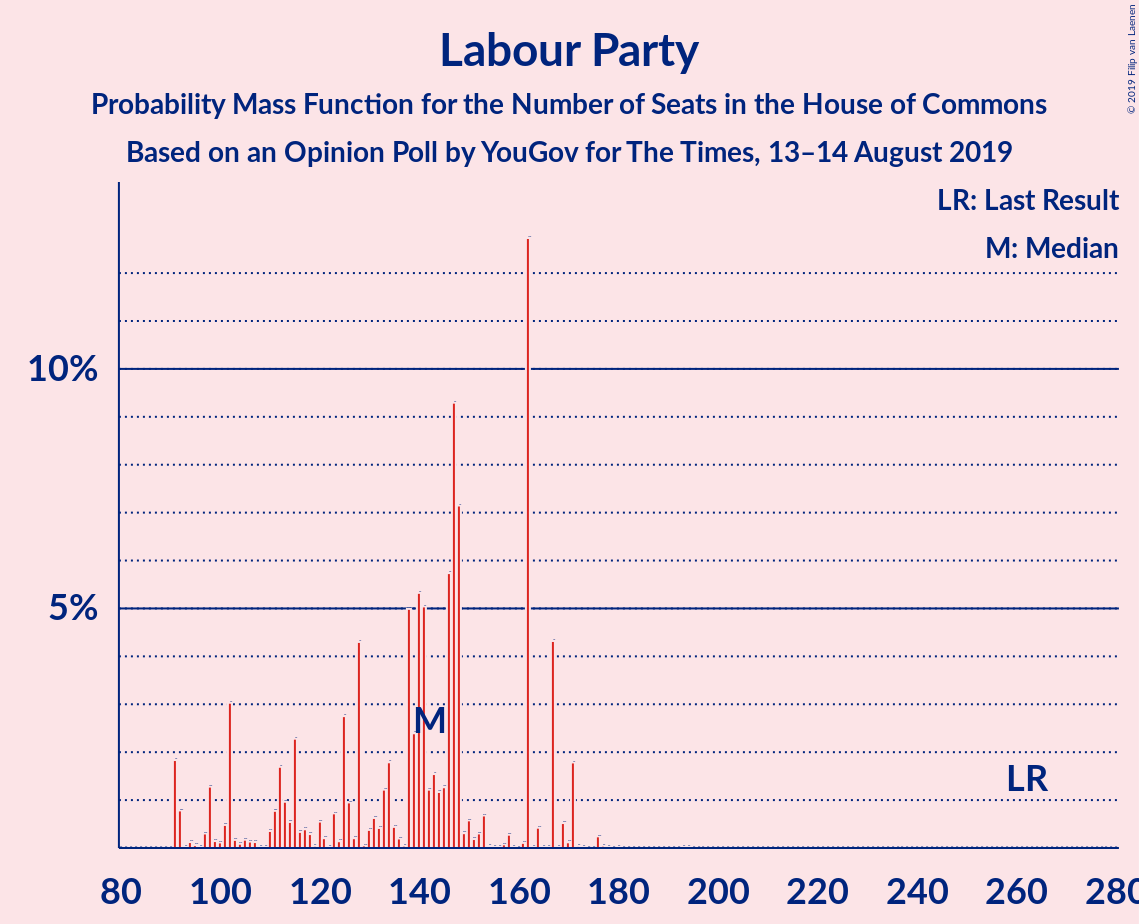 Labour Party
Probability Mass Function for the Number of Seats in the House of Commons
Based on an Opinion Poll by YouGov for The Times, 13–14 August 2019
© 2019 Filip van Laenen
LR: Last Result
M: Median
10%
5%
M
LR
80 100 120 140 160 180 200 220 240 260 280